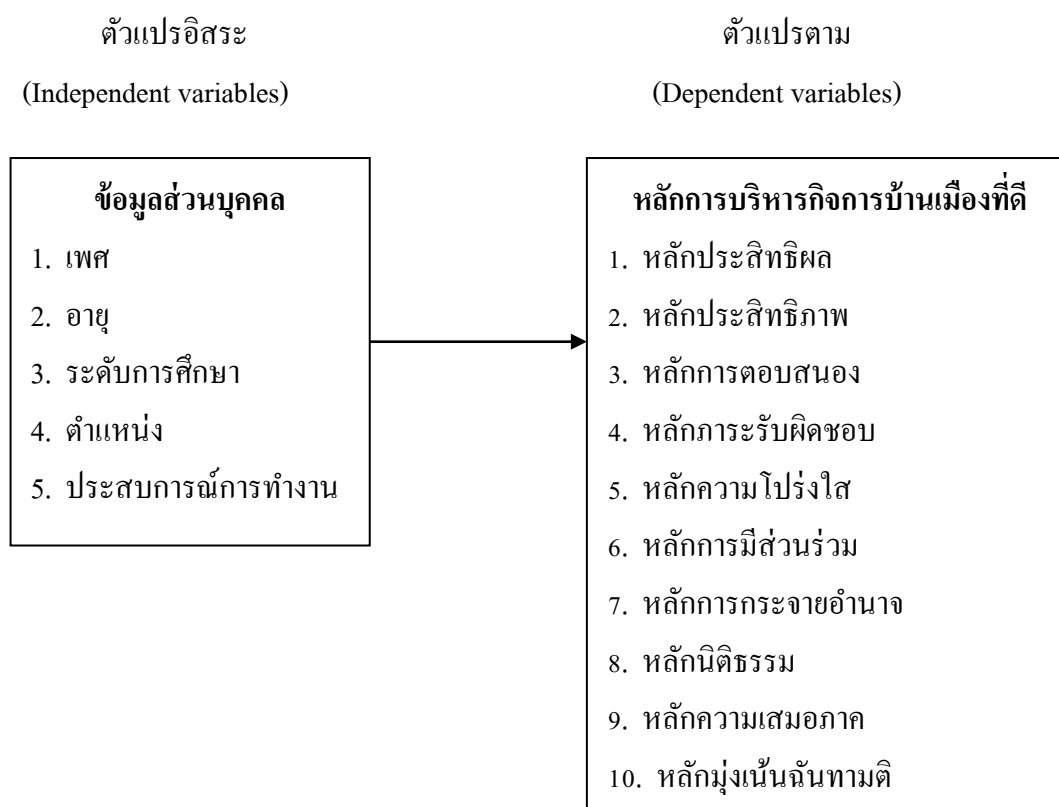 ตัวแปรอิสระ
(Independent variables)
ข้อมูลส่วนบุคคล
1. เพศ
2. อายุ
3. ระดับการศึกษา
4. ตำแหน่ง
5. ประสบการณ์การทำงาน
ตัวแปรตาม
(Dependent variables)
หลักการบริหารกิจการบ้านเมืองที่ดี
1. หลักประสิทธิผล
2. หลักประสิทธิภาพ
3. หลักการตอบสนอง
4. หลักภาระรับผิดชอบ
5. หลักความโปร่งใส
6. หลักการมีส่วนร่วม
7. หลักการกระจายอำนาจ
8. หลักนิติธรรม
9. หลักความเสมอภาค
10. หลักมุ่งเน้นฉันทามติ